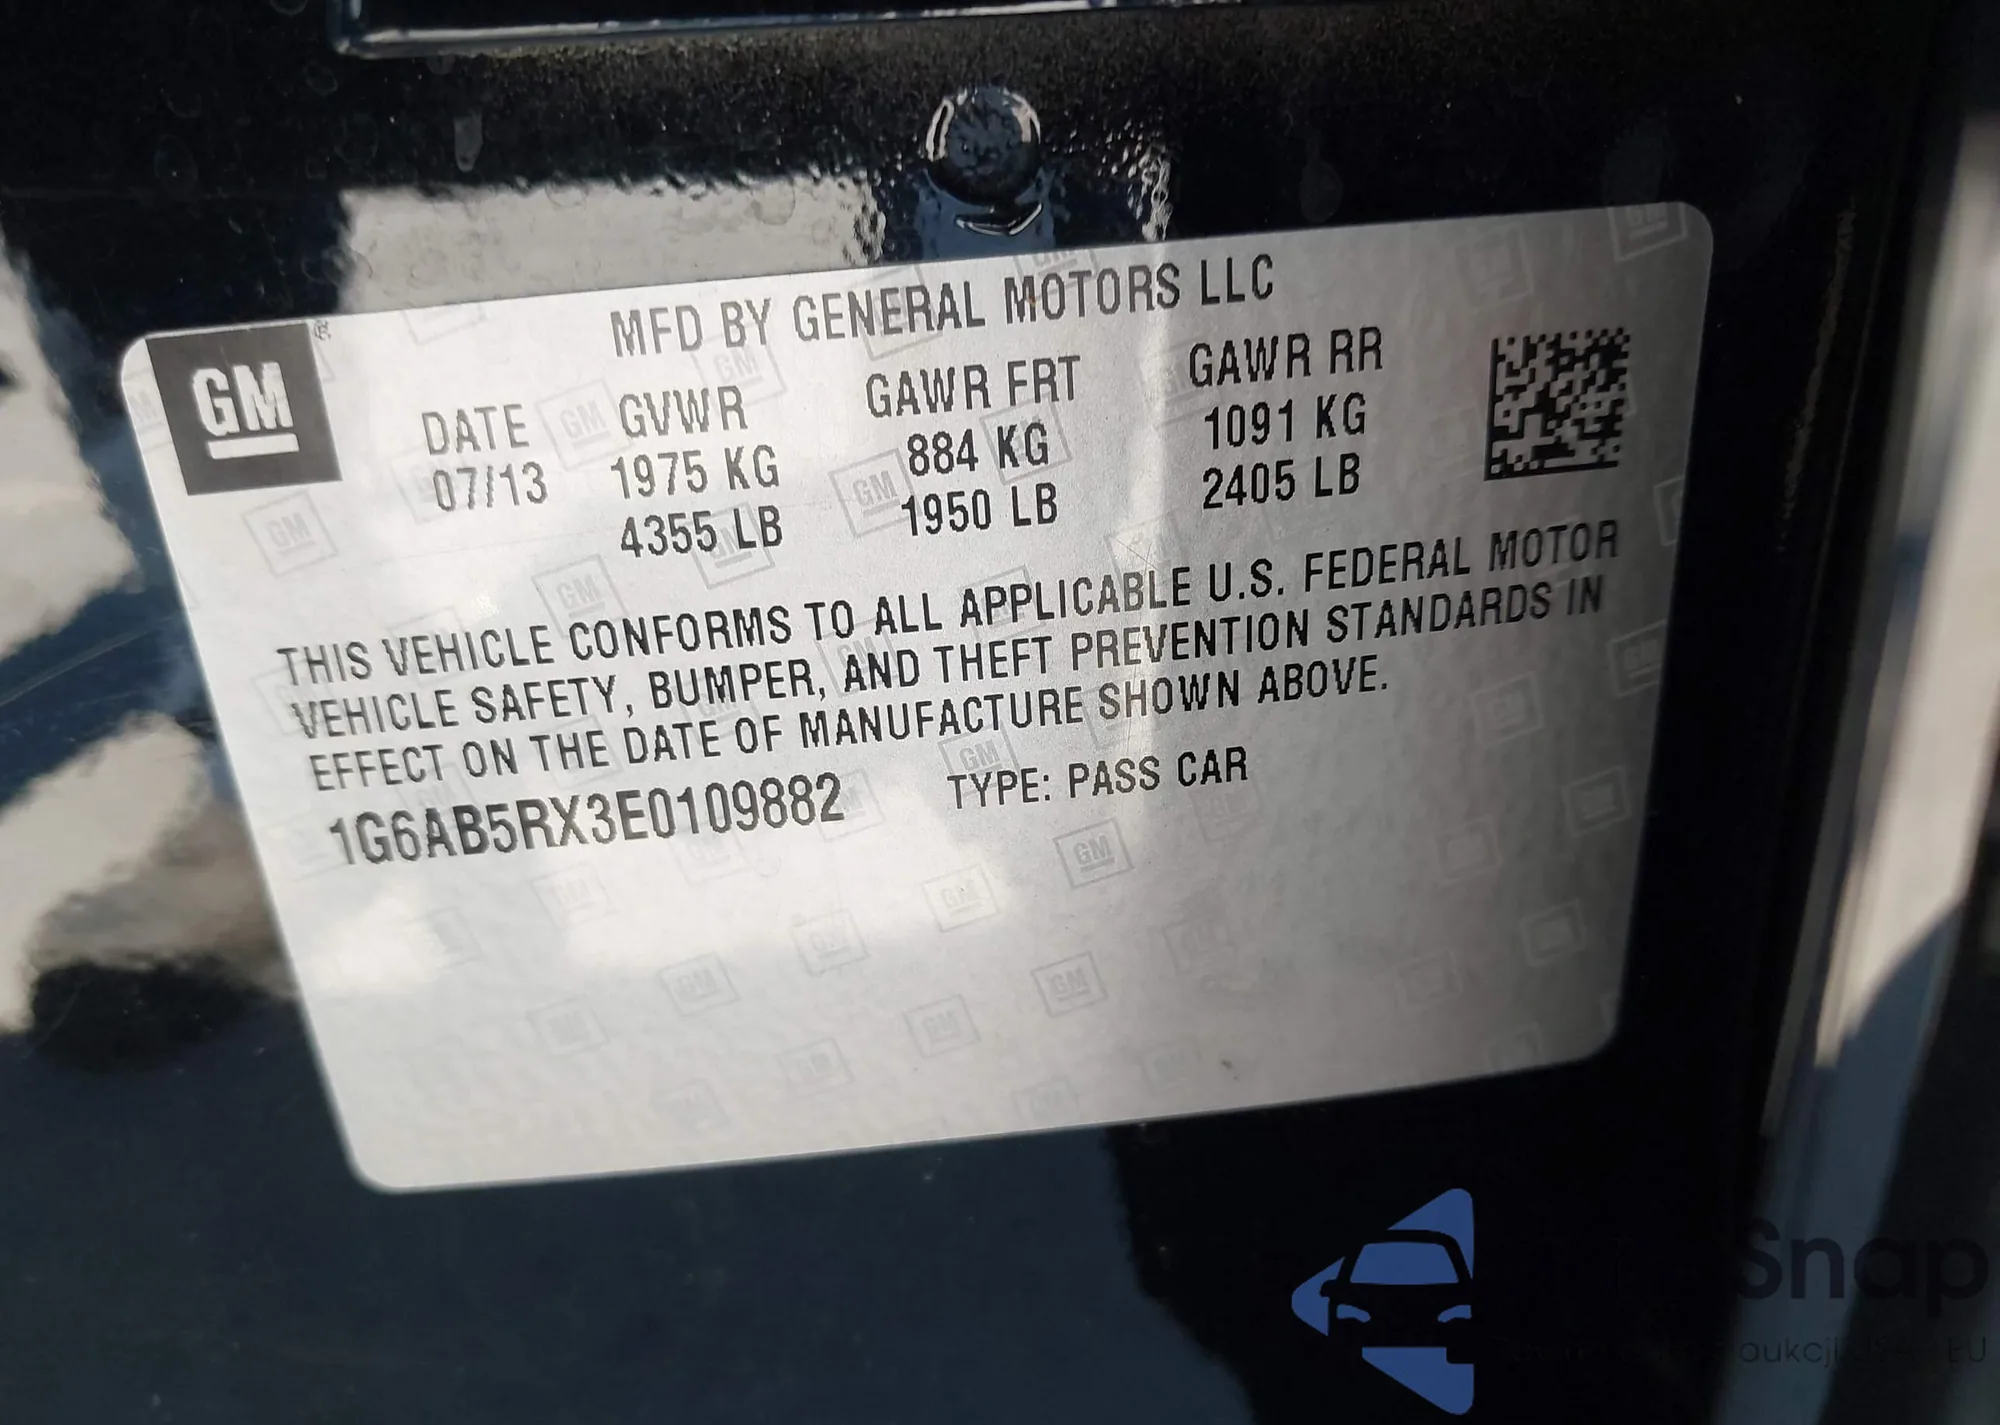 GM
MFD BY GENERAL MOTORS LLC
DATE GVWR GAWR FRT GAWR RR
07/13 1975 KG 884 KG 1091 KG
4355 LB 1950 LB 2405 LB
THIS VEHICLE CONFORMS TO ALL APPLICABLE U.S. FEDERAL MOTOR
VEHICLE SAFETY, BUMPER, AND THEFT PREVENTION STANDARDS IN
EFFECT ON THE DATE OF MANUFACTURE SHOWN ABOVE.
1G6AB5RX3E0109882 TYPE: PASS CAR
Snap
EU